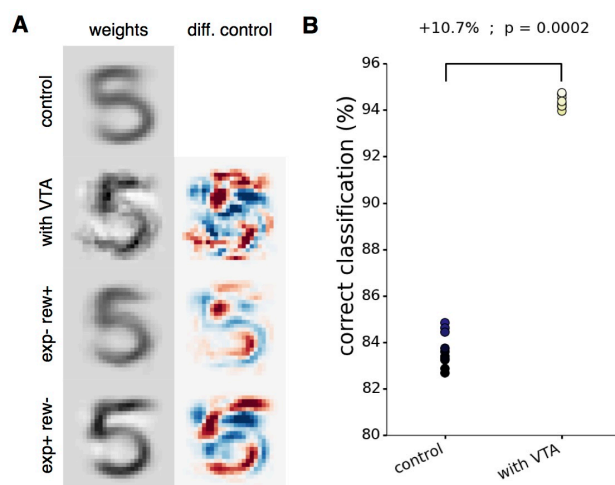 A
weights
diff. control
control
with VTA
exp- rew+
exp+ rew-
B
+10.7% ; p = 0.0002
correct classification (%)
96
94
92
90
88
86
84
82
80
control
with VTA